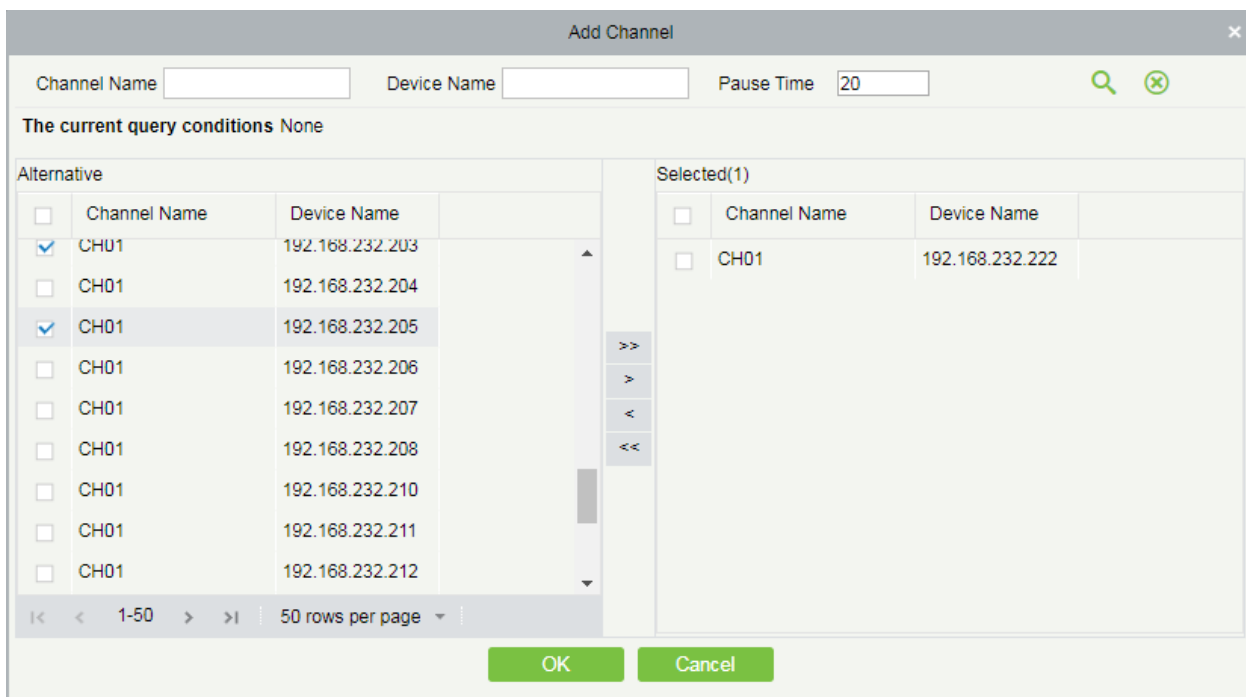 Add Channel ×
Channel Name Device Name Pause Time 20
The current query conditions None
Alternative
Channel Name Device Name
CH01 192.168.232.203
CH01 192.168.232.204
CH01 192.168.232.205
CH01 192.168.232.206
CH01 192.168.232.207
CH01 192.168.232.208
CH01 192.168.232.210
CH01 192.168.232.211
CH01 192.168.232.212
|< < 1-50 > >| 50 rows per page
>>
>
<
<<
Selected(1)
Channel Name Device Name
CH01 192.168.232.222
OK Cancel